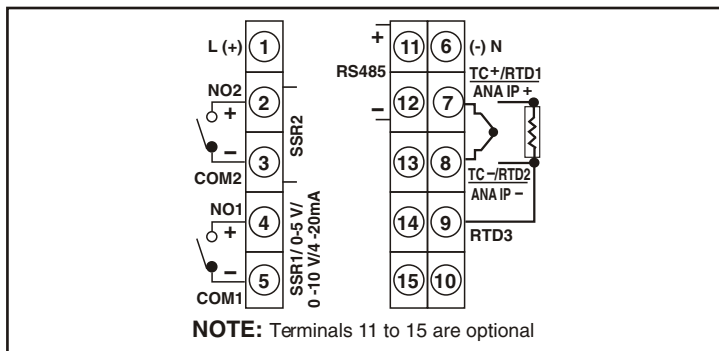 L (+) 1
NO2
+ 2
SSR2
− 3
COM2
NO1
+ 4
SSR1/ 0-5 V/
0 -10 V/4 -20mA
− 5
COM1
+ 11 6 (-) N
RS485
− 12 7
TC+/RTD1
ANA IP +
13 8
TC−/RTD2
ANA IP −
14 9
RTD3
15 10
NOTE: Terminals 11 to 15 are optional